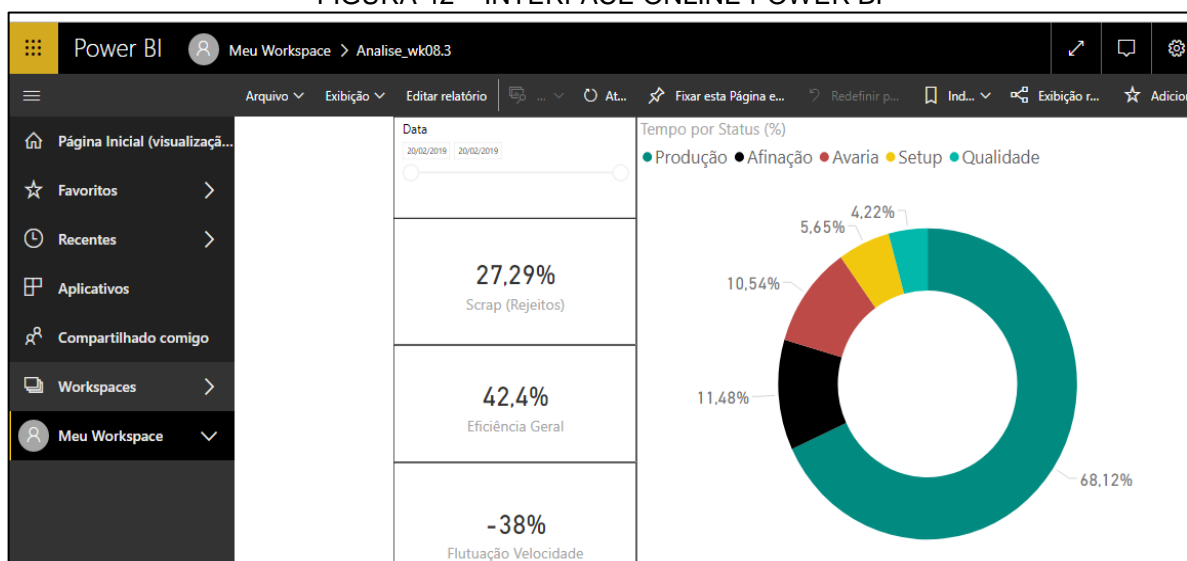 Power BI Meu Workspace > Analise_wk08.3
Arquivo Exibição Editar relatório ... At... Fixar esta Página e... Redefinir p... Ind... Exibição r... Adicion
Página Inicial (visualizaçã...
Favoritos
Recentes
Aplicativos
Compartilhado comigo
Workspaces
Meu Workspace
Data
20/02/2019 20/02/2019
27,29%
Scrap (Rejeitos)
42,4%
Eficiência Geral
-38%
Flutuação Velocidade
Tempo por Status (%)
Produção Afinação Avaria Setup Qualidade
4,22%
5,65%
10,54%
11,48%
68,12%